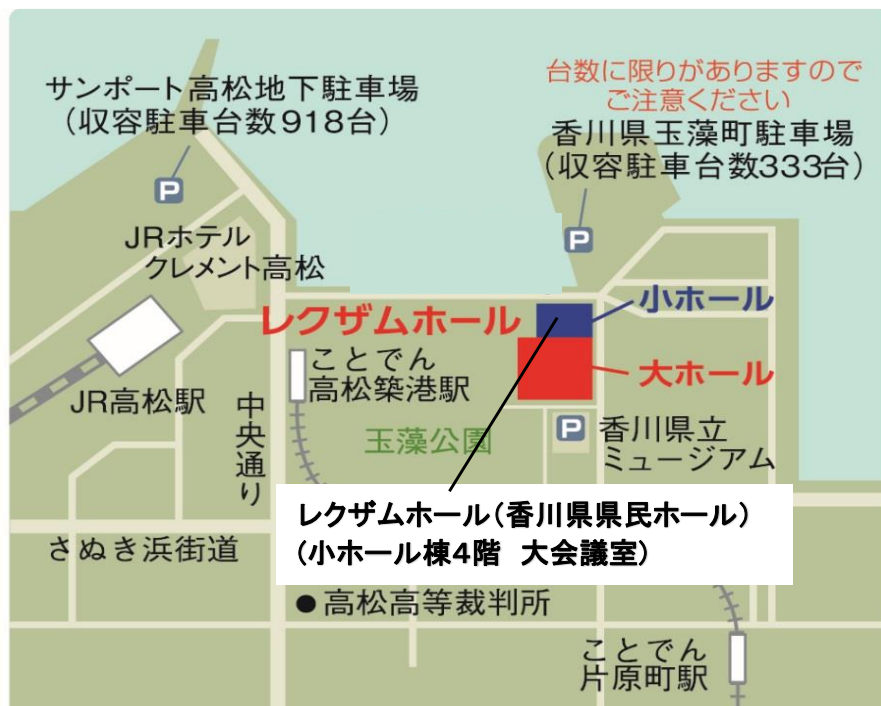 サンポート高松地下駐車場
（収容駐車台数918台）
台数に限りがありますので
ご注意ください
香川県玉藻町駐車場
（収容駐車台数333台）
P
P
JRホテル
クレメント高松
小ホール
レクザムホール
ことでん
高松築港駅
大ホール
JR高松駅
中央通り
玉藻公園
P
香川県立
ミュージアム
レクザムホール（香川県県民ホール）
（小ホール棟4階　大会議室）
さぬき浜街道
●高松高等裁判所
ことでん
片原町駅